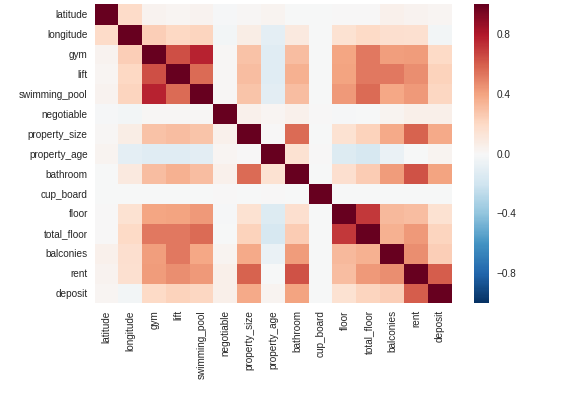 latitude
longitude
gym
lift
swimming_pool
negotiable
property_size
property_age
bathroom
cup_board
floor
total_floor
balconies
rent
deposit
latitude
longitude
gym
lift
swimming_pool
negotiable
property_size
property_age
bathroom
cup_board
floor
total_floor
balconies
rent
deposit
0.8
0.4
0.0
−0.4
−0.8